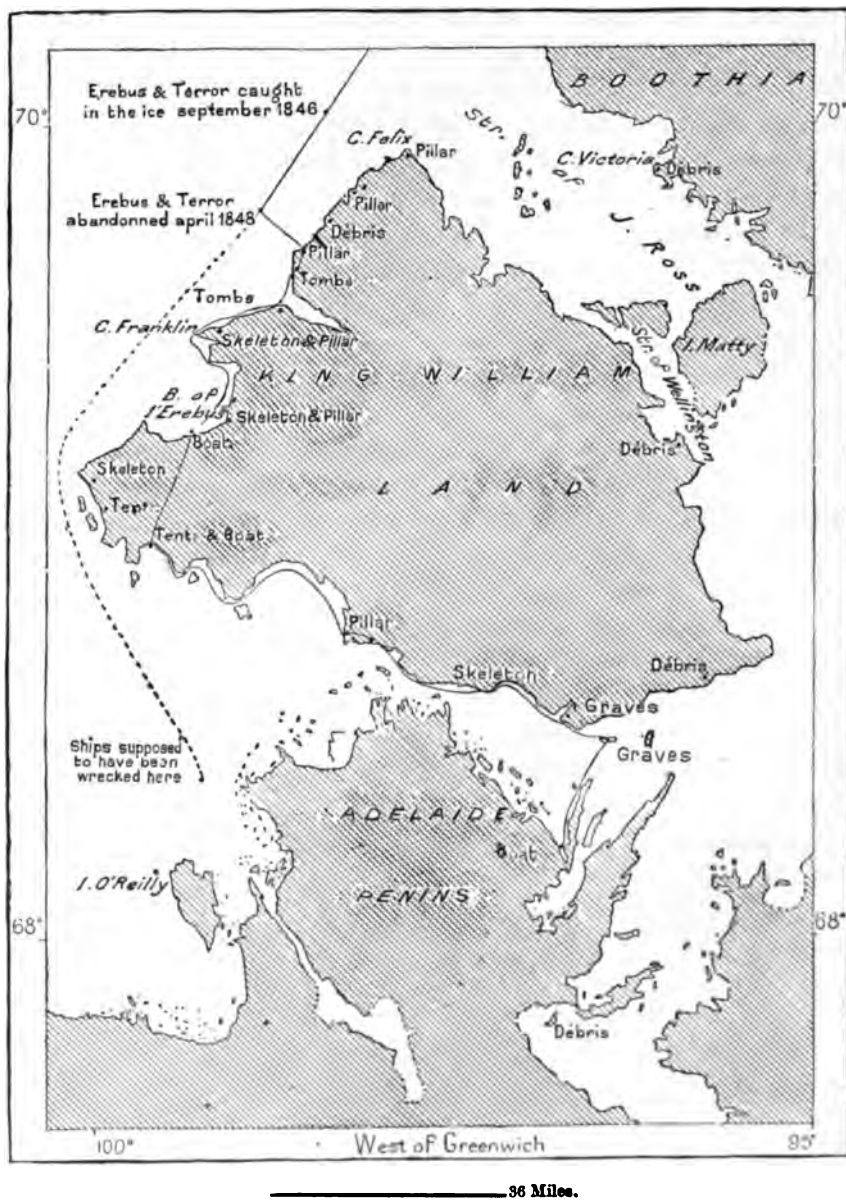 BOOTHIA
Erebus & Terror caught
in the ice september 1846
70°
70°
C. Felix
Pillar
Str. of J. Ross
C. Victoria
Débris
Erebus & Terror
abandonned april 1848
Pillar
Débris
Pillar
Tombs
Tombs
C. Franklin
Skeleton & Pillar
I. Matty
KING WILLIAM
LAND
Str. of Wellington
B. of
l'Erebus
Skeleton & Pillar
Boat
Débris
Skeleton
Tent
Tent & Boat
Pillar
Skeleton
Débris
Graves
Graves
Ships supposed
to have been
wrecked here
ADELAIDE
PENINS
Boat
I. O'Reilly
68°
68°
Débris
100°
West of Greenwich
95°
36 Miles.